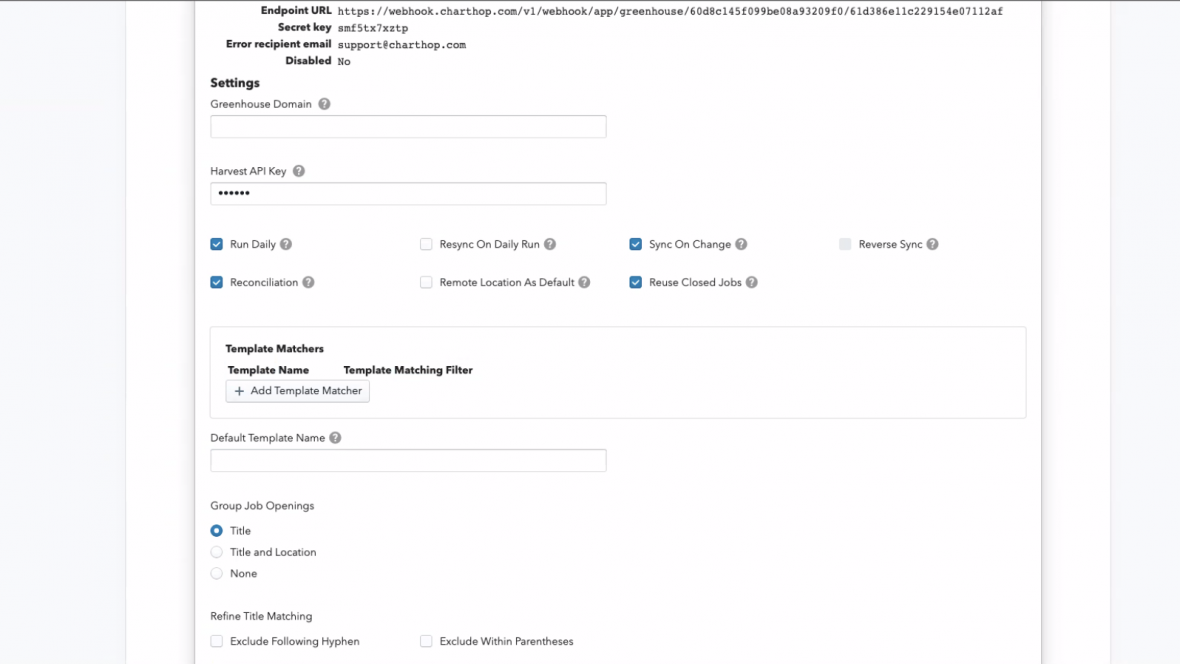 Endpoint URL https://webhook.charthop.com/v1/webhook/app/greenhouse/60d8c145f099be08a93209f0/61d386e11c229154e07112af
Secret key smf5tx7xztp
Error recipient email support@charthop.com
Disabled No
Settings
Greenhouse Domain ?
Harvest API Key ?
••••••
Run Daily ? Resync On Daily Run ? Sync On Change ? Reverse Sync ?
Reconciliation ? Remote Location As Default ? Reuse Closed Jobs ?
Template Matchers
Template Name Template Matching Filter
+ Add Template Matcher
Default Template Name ?
Group Job Openings
Title
Title and Location
None
Refine Title Matching
Exclude Following Hyphen Exclude Within Parentheses